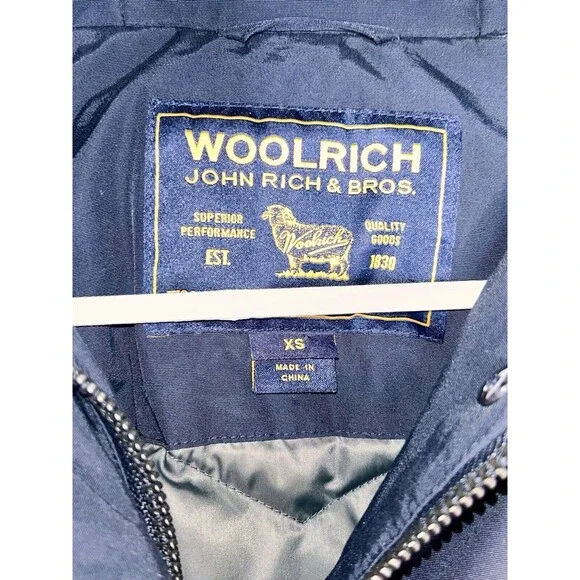 WOOLRICH
JOHN RICH & BROS.
SUPERIOR
PERFORMANCE
EST.
Woolrich
QUALITY
GOODS
1830
XS
MADE IN
CHINA